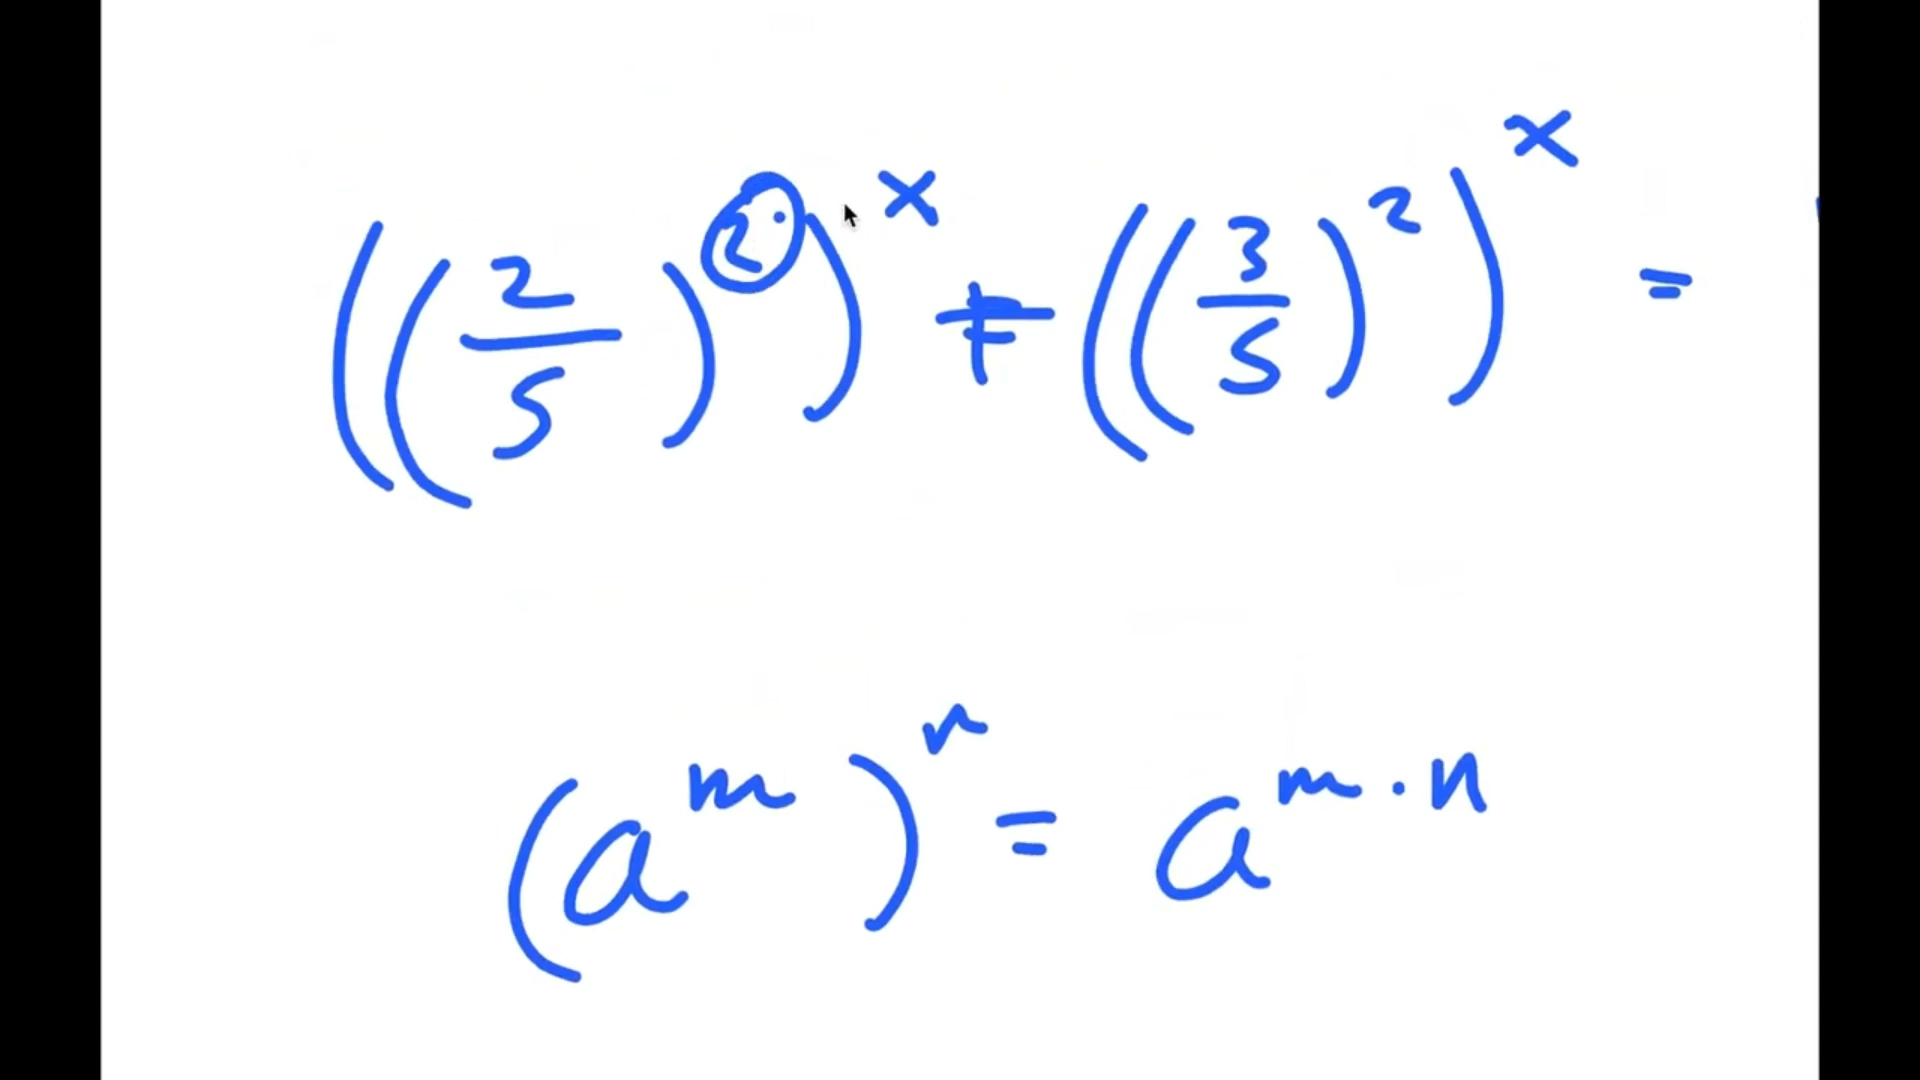 ((2/5)^2·)^x + ((3/5)^2)^x =
(a^m)^n = a^m·n